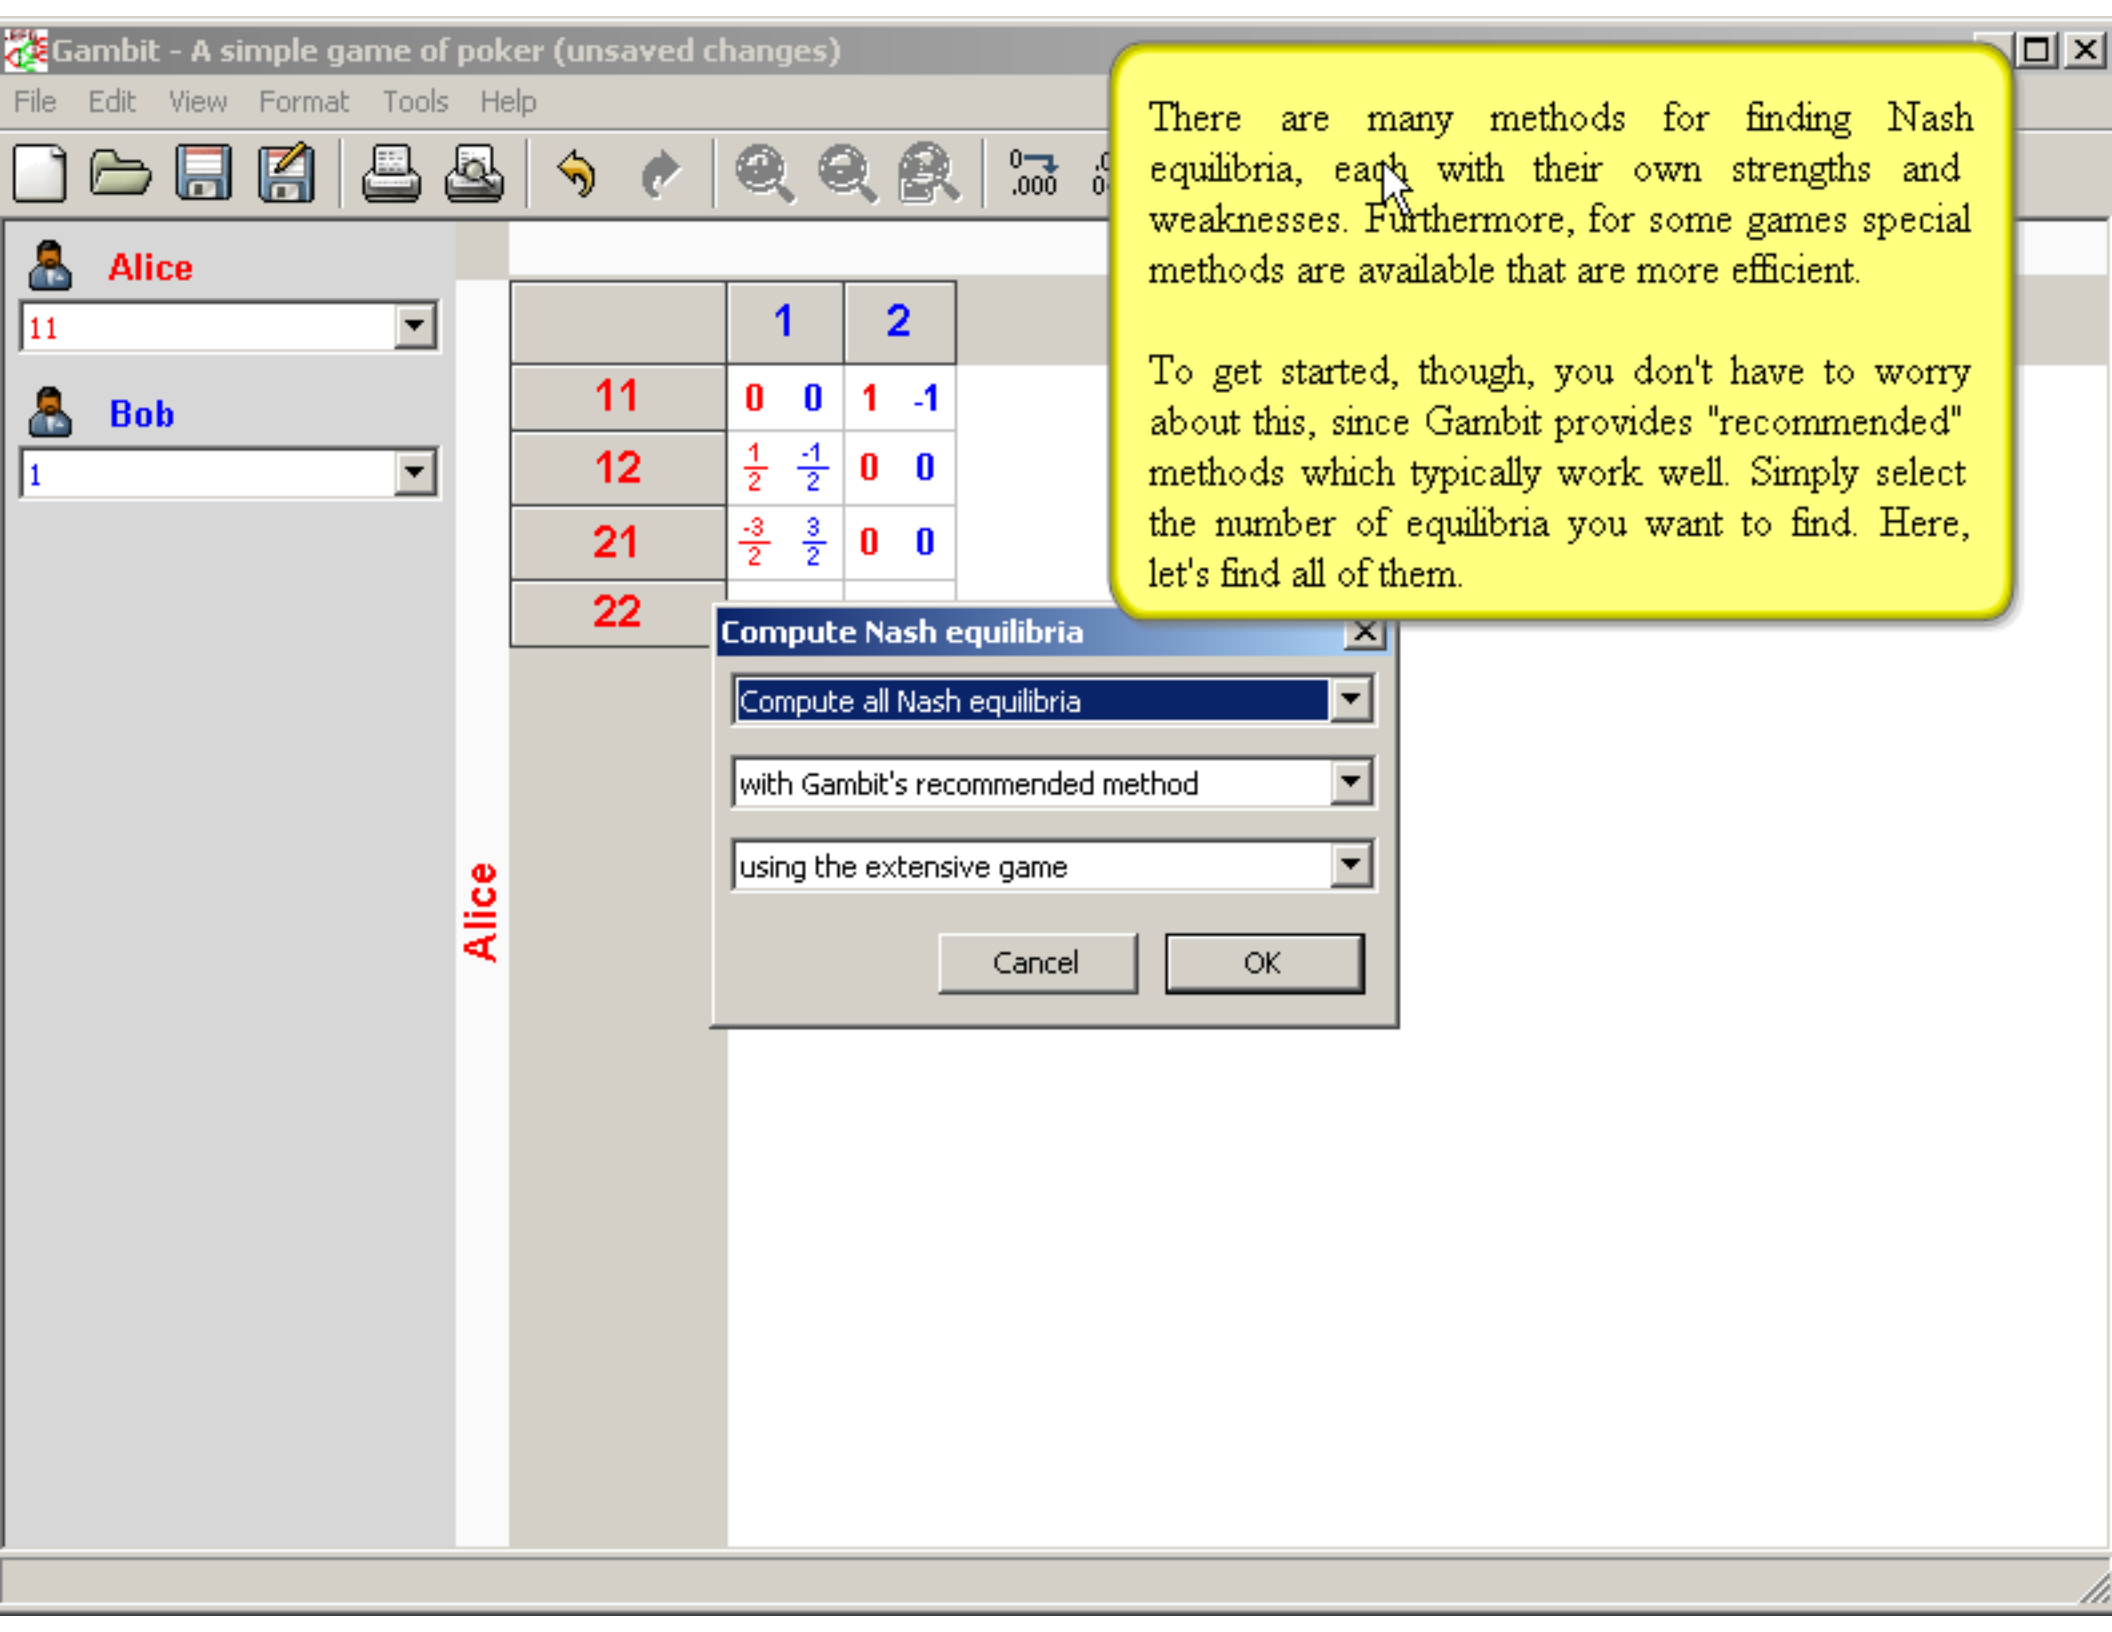 Gambit - A simple game of poker (unsaved changes)
File Edit View Format Tools Help
0 .000
There are many methods for finding Nash
equilibria, each with their own strengths and
weaknesses. Furthermore, for some games special
methods are available that are more efficient.
To get started, though, you don't have to worry
about this, since Gambit provides "recommended"
methods which typically work well. Simply select
the number of equilibria you want to find. Here,
let's find all of them.
Alice
11
Bob
1
Alice
1 2
11 0 0 1 -1
12 1/2 -1/2 0 0
21 -3/2 3/2 0 0
22
Compute Nash equilibria
Compute all Nash equilibria
with Gambit's recommended method
using the extensive game
Cancel OK